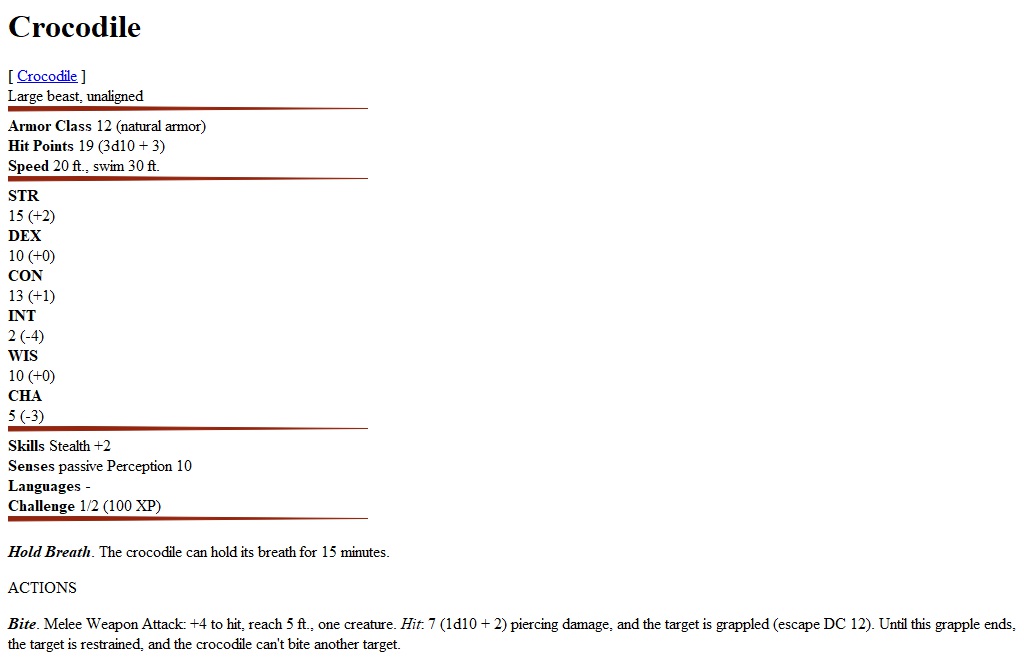 Crocodile
[ Crocodile ]
Large beast, unaligned
Armor Class 12 (natural armor)
Hit Points 19 (3d10 + 3)
Speed 20 ft., swim 30 ft.
STR
15 (+2)
DEX
10 (+0)
CON
13 (+1)
INT
2 (-4)
WIS
10 (+0)
CHA
5 (-3)
Skills Stealth +2
Senses passive Perception 10
Languages -
Challenge 1/2 (100 XP)
Hold Breath. The crocodile can hold its breath for 15 minutes.
ACTIONS
Bite. Melee Weapon Attack: +4 to hit, reach 5 ft., one creature. Hit: 7 (1d10 + 2) piercing damage, and the target is grappled (escape DC 12). Until this grapple ends,
the target is restrained, and the crocodile can't bite another target.